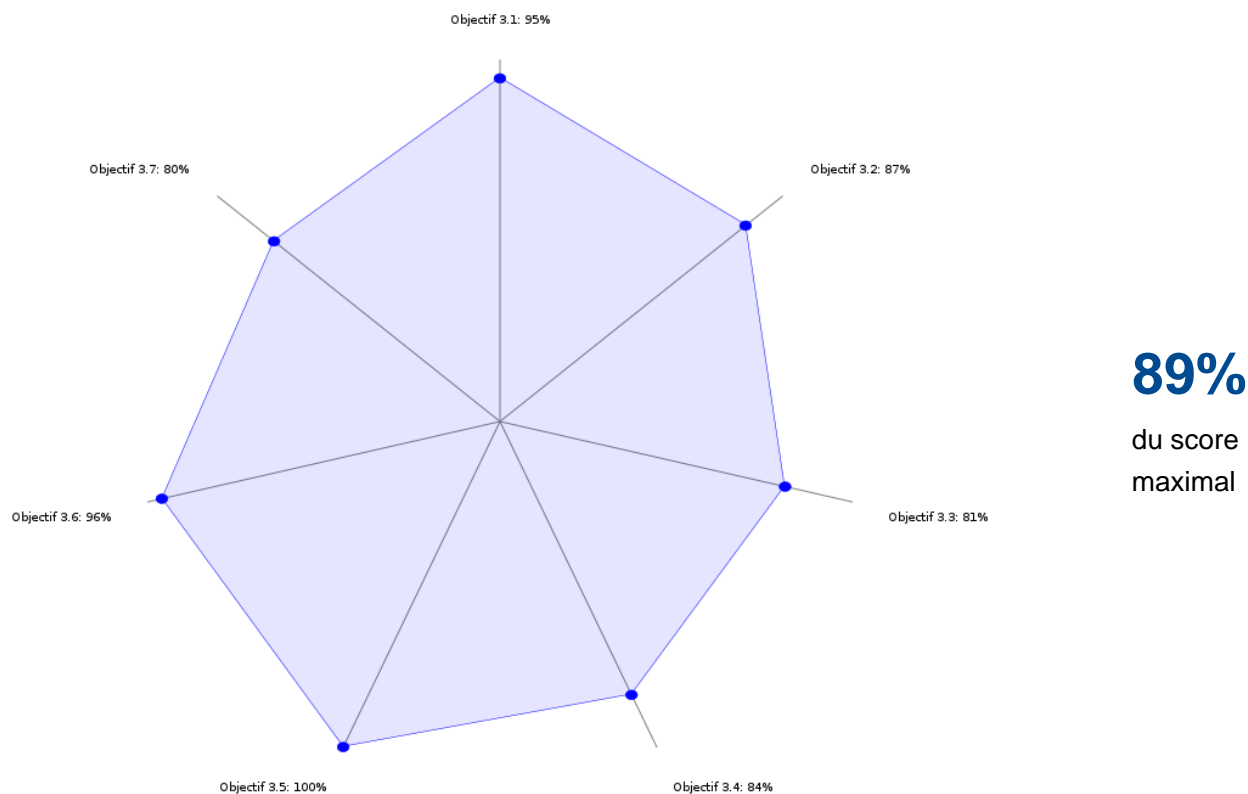 Objectif 3.1: 95%
Objectif 3.7: 80%
Objectif 3.2: 87%
89%
du score
maximal
Objectif 3.6: 96%
Objectif 3.3: 81%
Objectif 3.5: 100%
Objectif 3.4: 84%